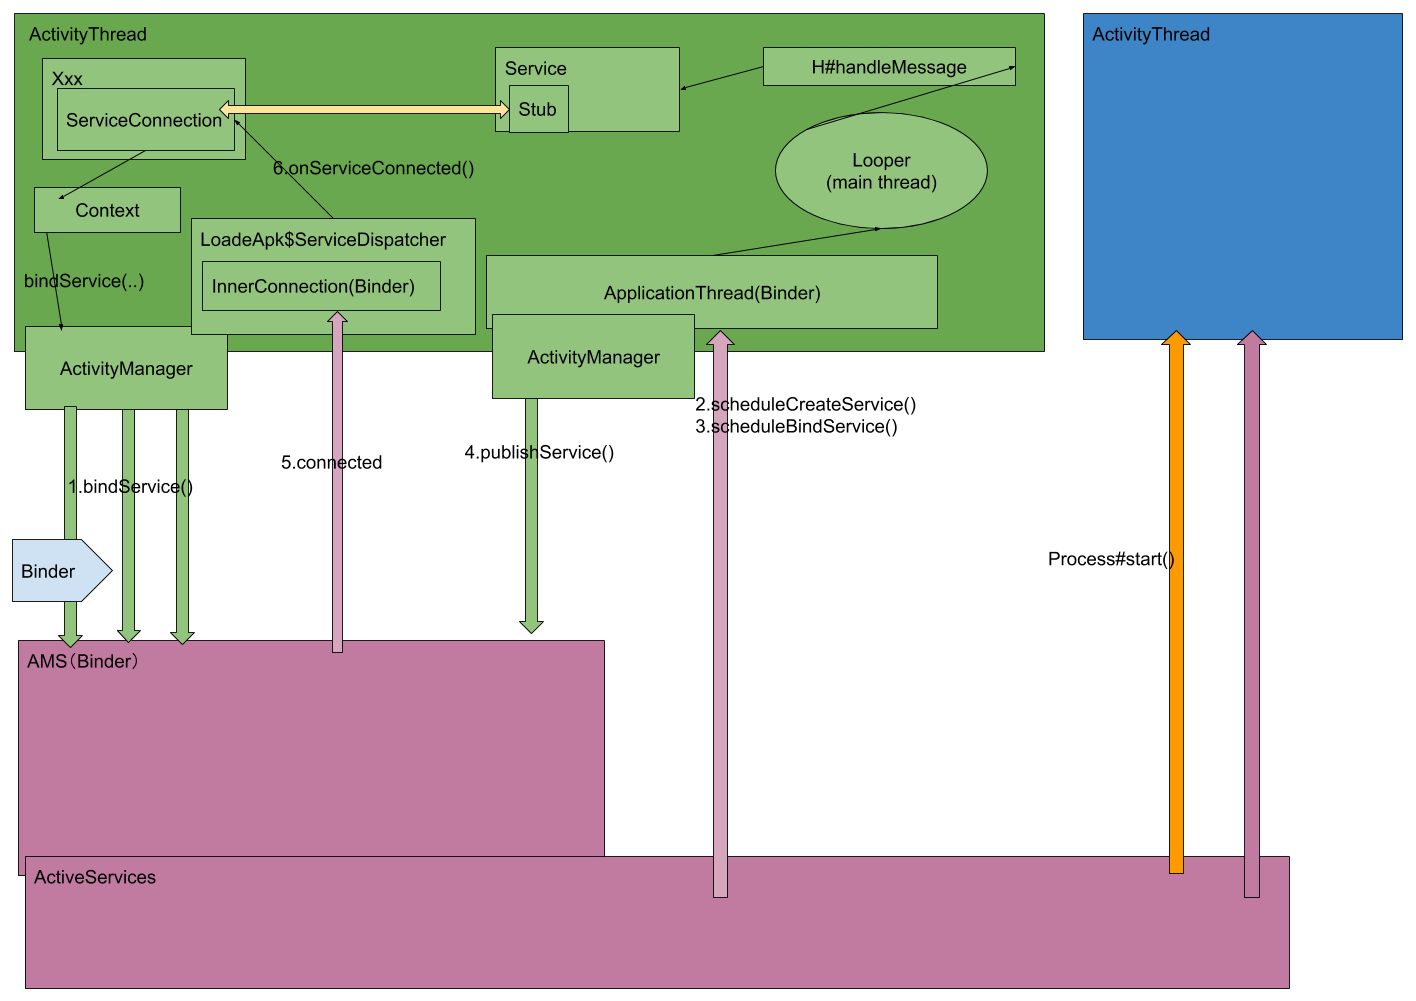 ActivityThread
ActivityThread
Xxx
Service
H#handleMessage
ServiceConnection
Stub
Looper
(main thread)
6.onServiceConnected()
Context
LoadeApk$ServiceDispatcher
bindService(..)
InnerConnection(Binder)
ApplicationThread(Binder)
ActivityManager
ActivityManager
2.scheduleCreateService()
3.scheduleBindService()
4.publishService()
5.connected
1.bindService()
Process#start()
Binder
AMS（Binder）
ActiveServices